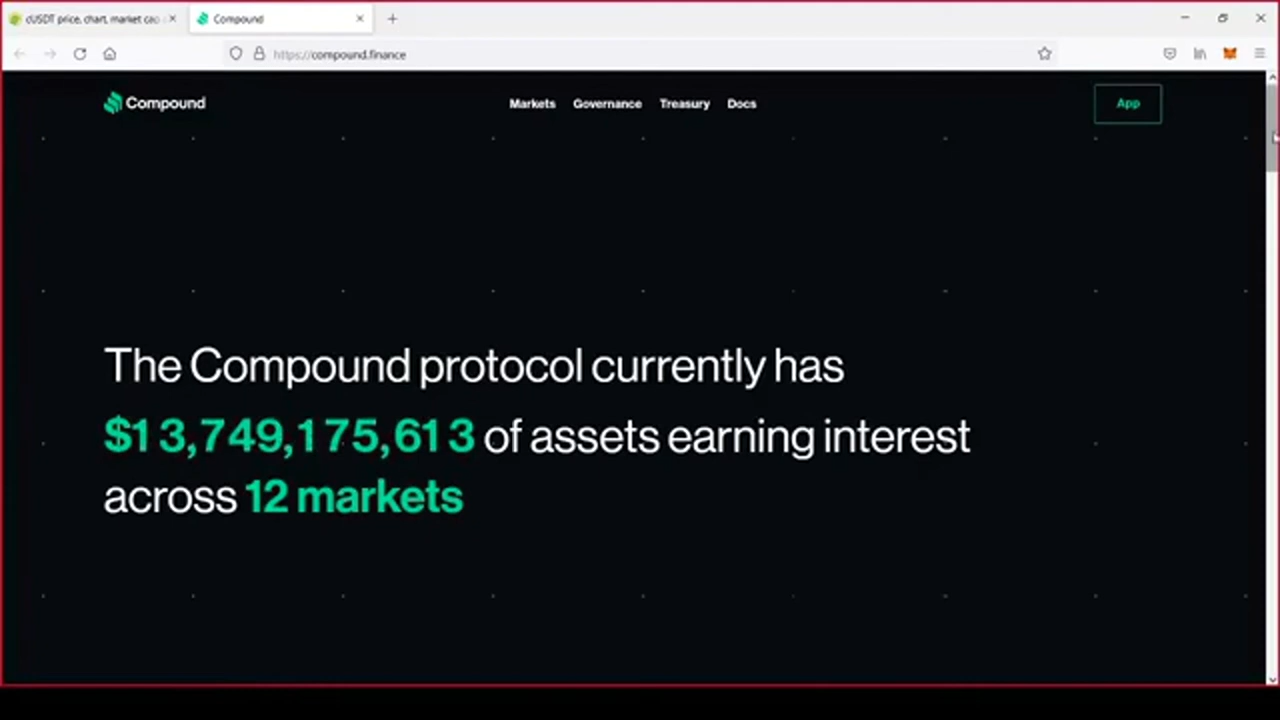 cUSDT price, chart, market cap
Compound
https://compound.finance
Compound
Markets Governance Treasury Docs
App
The Compound protocol currently has
$13,749,175,613 of assets earning interest
across 12 markets